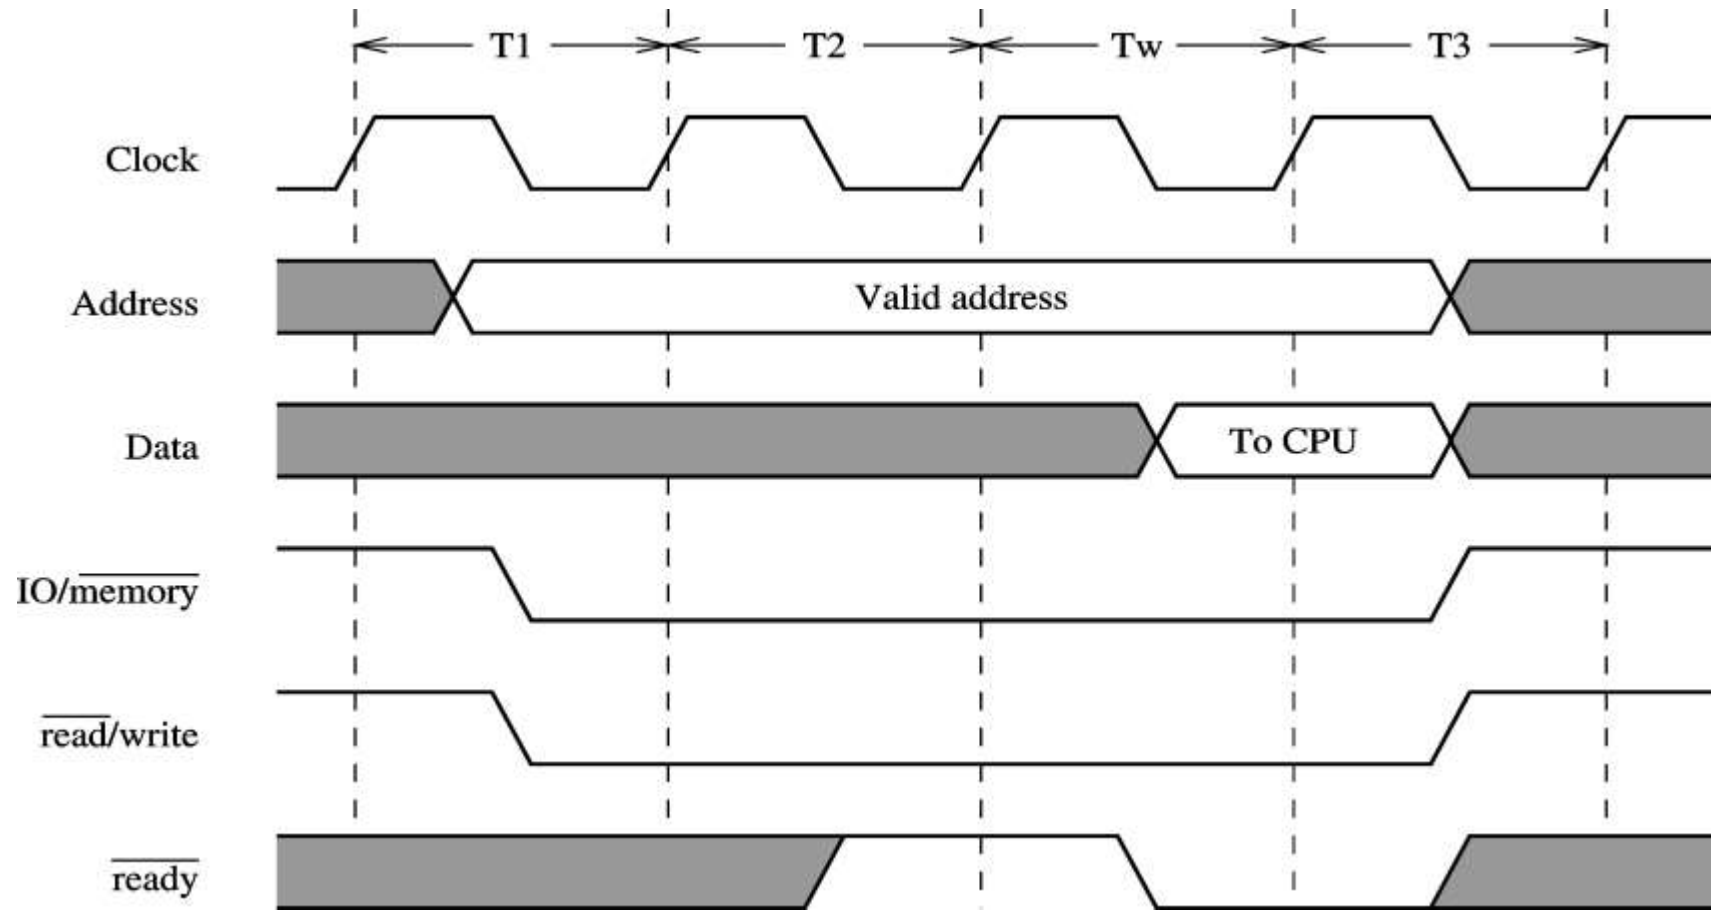 T1 T2 Tw T3
Clock
Address Valid address
Data To CPU
IO/memory
read/write
ready